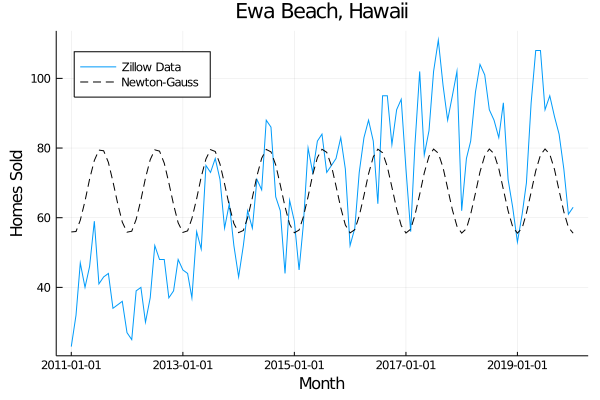 Ewa Beach, Hawaii
Zillow Data
Newton-Gauss
Homes Sold
100
80
60
40
2011-01-01
2013-01-01
2015-01-01
2017-01-01
2019-01-01
Month